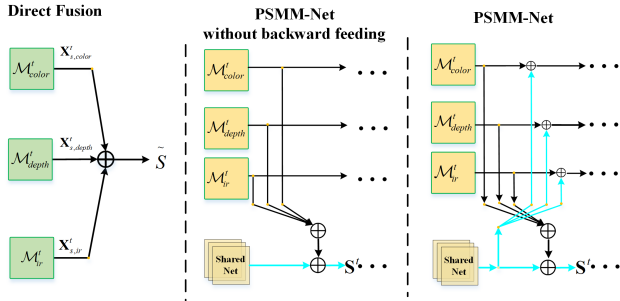 Direct Fusion
M^t_color
X^t_s,color
M^t_depth
X^t_s,depth
S̃
M^t_ir
X^t_s,ir
PSMM-Net
without backward feeding
M^t_color
M^t_depth
M^t_ir
Shared
Net
S^t
PSMM-Net
M^t_color
M^t_depth
M^t_ir
Shared
Net
S^t